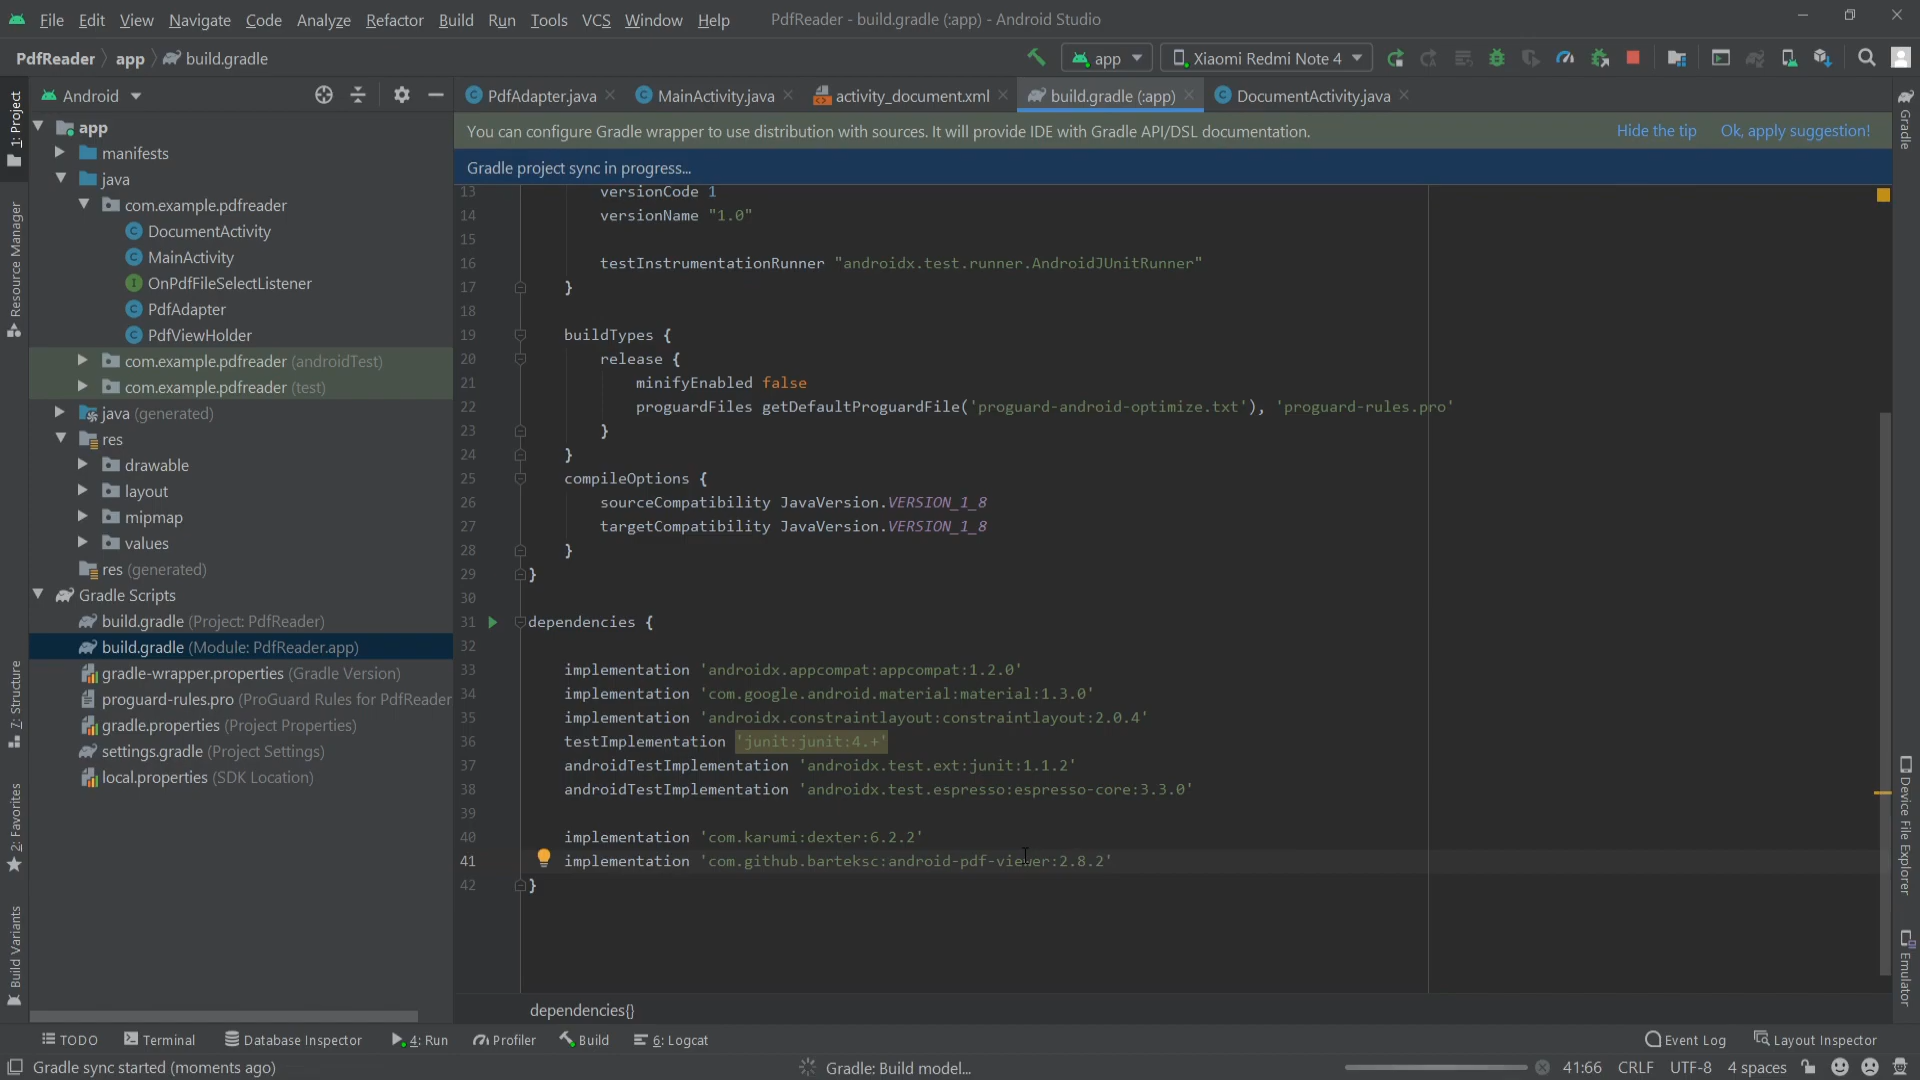 File Edit View Navigate Code Analyze Refactor Build Run Tools VCS Window Help PdfReader - build.gradle (:app) - Android Studio
PdfReader app build.gradle app Xiaomi Redmi Note 4
Android PdfAdapter.java MainActivity.java activity_document.xml build.gradle (:app) DocumentActivity.java
You can configure Gradle wrapper to use distribution with sources. It will provide IDE with Gradle API/DSL documentation. Hide the tip Ok, apply suggestion!
Gradle project sync in progress...
1: Project
Resource Manager
7: Structure
2: Favorites
Build Variants
app
manifests
java
com.example.pdfreader
DocumentActivity
MainActivity
OnPdfFileSelectListener
PdfAdapter
PdfViewHolder
com.example.pdfreader (androidTest)
com.example.pdfreader (test)
java (generated)
res
drawable
layout
mipmap
values
res (generated)
Gradle Scripts
build.gradle (Project: PdfReader)
build.gradle (Module: PdfReader.app)
gradle-wrapper.properties (Gradle Version)
proguard-rules.pro (ProGuard Rules for PdfReader
gradle.properties (Project Properties)
settings.gradle (Project Settings)
local.properties (SDK Location)
13 versionCode 1
14 versionName "1.0"
15
16 testInstrumentationRunner "androidx.test.runner.AndroidJUnitRunner"
17 }
18
19 buildTypes {
20 release {
21 minifyEnabled false
22 proguardFiles getDefaultProguardFile('proguard-android-optimize.txt'), 'proguard-rules.pro'
23 }
24 }
25 compileOptions {
26 sourceCompatibility JavaVersion.VERSION_1_8
27 targetCompatibility JavaVersion.VERSION_1_8
28 }
29 }
30
31 dependencies {
32
33 implementation 'androidx.appcompat:appcompat:1.2.0'
34 implementation 'com.google.android.material:material:1.3.0'
35 implementation 'androidx.constraintlayout:constraintlayout:2.0.4'
36 testImplementation 'junit:junit:4.+'
37 androidTestImplementation 'androidx.test.ext:junit:1.1.2'
38 androidTestImplementation 'androidx.test.espresso:espresso-core:3.3.0'
39
40 implementation 'com.karumi:dexter:6.2.2'
41 implementation 'com.github.barteksc:android-pdf-viewer:2.8.2'
42 }
dependencies{}
Gradle
Device File Explorer
Emulator
TODO Terminal Database Inspector 4: Run Profiler Build 6: Logcat Event Log Layout Inspector
Gradle sync started (moments ago) Gradle: Build model... 41:66 CRLF UTF-8 4 spaces